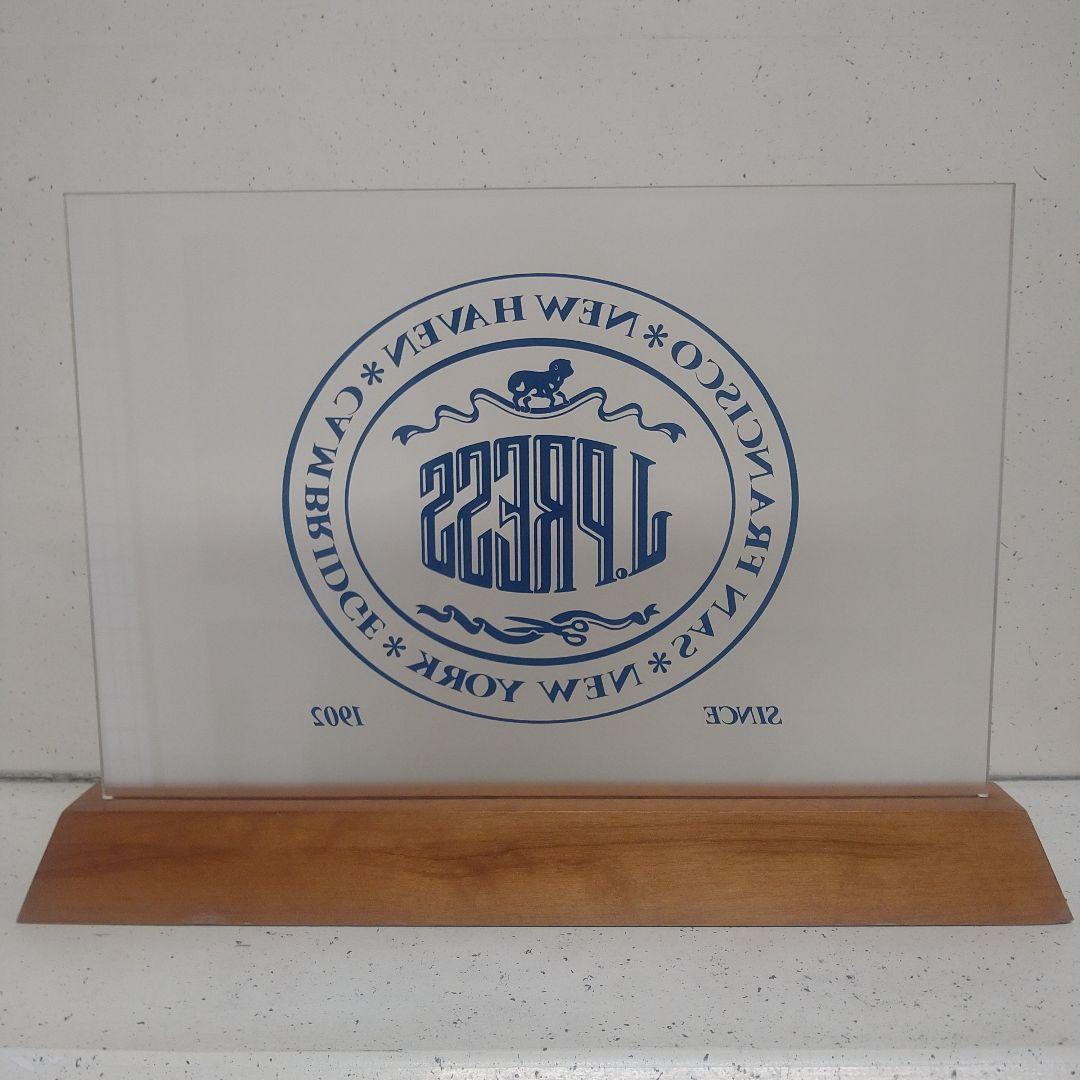 NEW HAVEN * SAN FRANCISCO * NEW YORK * CAMBRIDGE *
J.PRESS
SINCE 1902